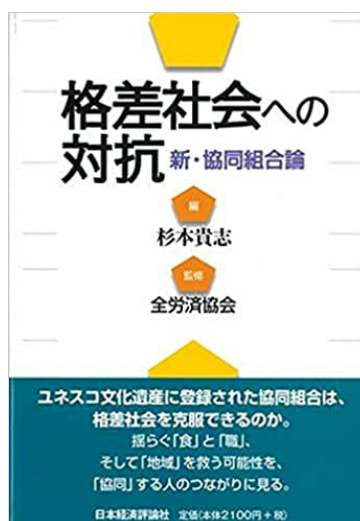 格差社会への
対抗 新・協同組合論
編
杉本貴志
監修
全労済協会
ユネスコ文化遺産に登録された協同組合は、
格差社会を克服できるのか。
揺らぐ「食」と「職」、
そして「地域」を救う可能性を、
「協同」する人のつながりに見る。
日本経済評論社 定価(本体2100円+税)